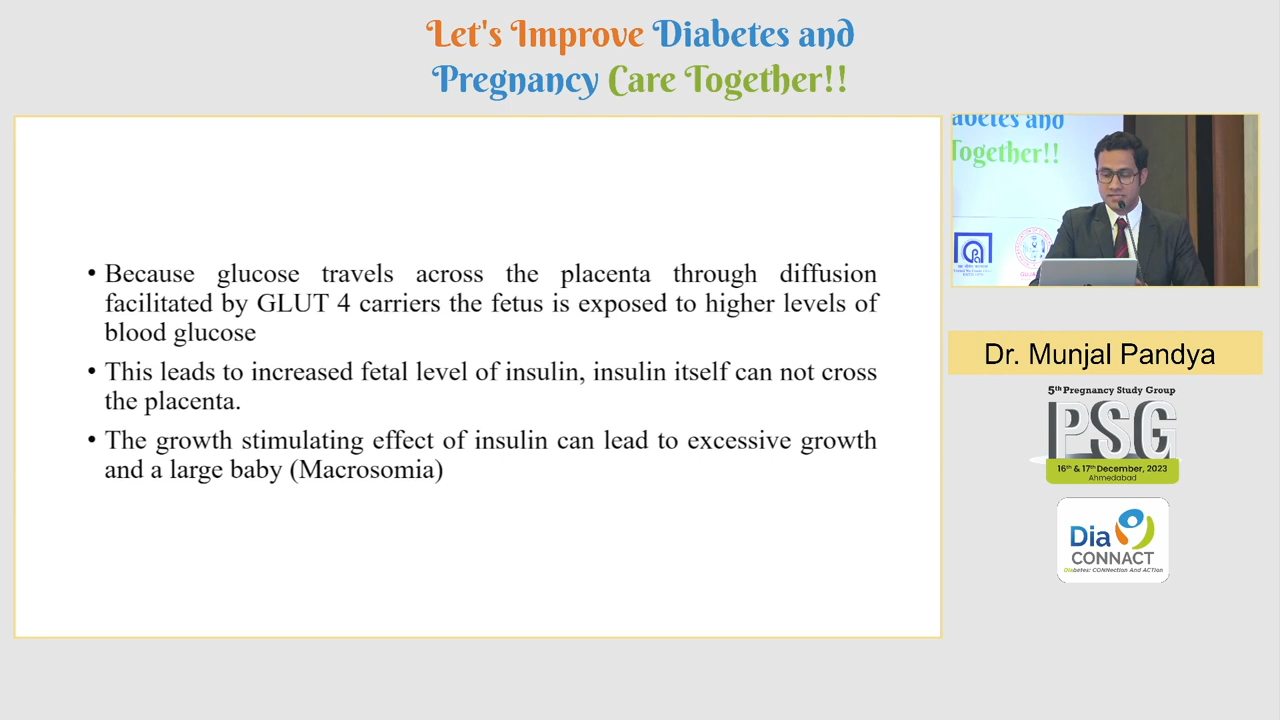 Let's Improve Diabetes and
Pregnancy Care Together!!
• Because glucose travels across the placenta through diffusion
facilitated by GLUT 4 carriers the fetus is exposed to higher levels of
blood glucose
• This leads to increased fetal level of insulin, insulin itself can not cross
the placenta.
• The growth stimulating effect of insulin can lead to excessive growth
and a large baby (Macrosomia)
abetes and
Together!!
Dr. Munjal Pandya
5th Pregnancy Study Group
PSG
16th & 17th December, 2023
Ahmedabad
Dia
CONNACT
Diabetes: CONNection And ACTion